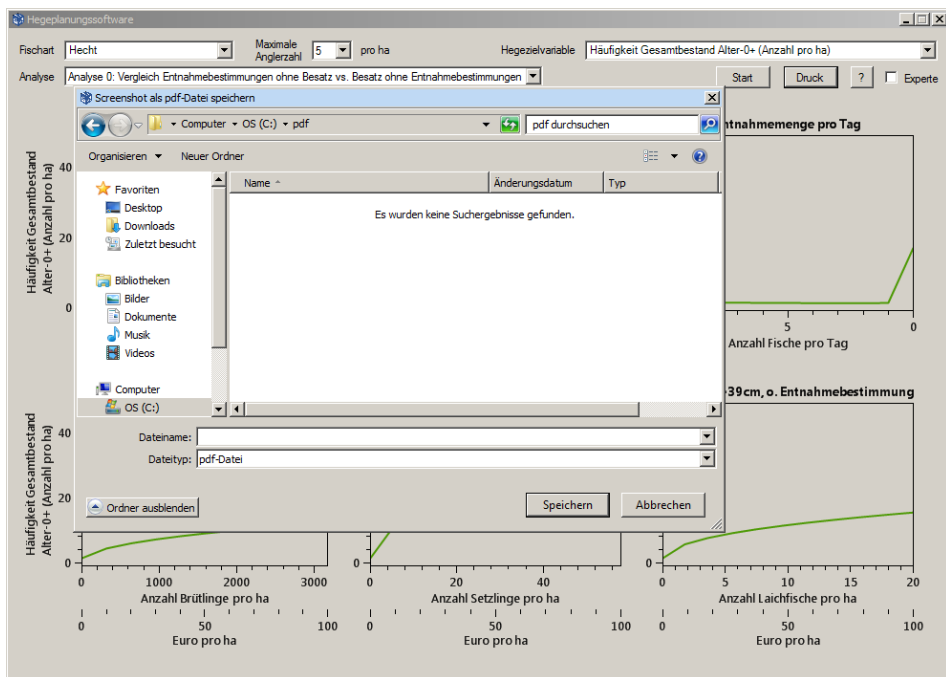 Hegeplanungssoftware
Fischart Hecht Maximale Anglerzahl 5 pro ha Hegezielvariable Häufigkeit Gesamtbestand Alter-0+ (Anzahl pro ha)
Analyse Analyse 0: Vergleich Entnahmebestimmungen ohne Besatz vs. Besatz ohne Entnahmebestimmungen Start Druck ? Experte
Screenshot als pdf-Datei speichern
Computer OS (C:) pdf pdf durchsuchen
ntnahmemenge pro Tag
Organisieren Neuer Ordner
Name Änderungsdatum Typ
Es wurden keine Suchergebnisse gefunden.
Favoriten
Desktop
Downloads
Zuletzt besucht
Bibliotheken
Bilder
Dokumente
Musik
Videos
Computer
OS (C:)
Häufigkeit Gesamtbestand
Alter-0+ (Anzahl pro ha)
40
20
0
5 0
Anzahl Fische pro Tag
39cm, o. Entnahmebestimmung
Dateiname:
Dateityp: pdf-Datei
Ordner ausblenden Speichern Abbrechen
Häufigkeit Gesamtbestand
Alter-0+ (Anzahl pro ha)
40
20
0 0 0
0 1000 2000 3000 0 20 40 0 5 10 15 20
Anzahl Brütlinge pro ha Anzahl Setzlinge pro ha Anzahl Laichfische pro ha
0 50 100 0 50 100 0 50 100
Euro pro ha Euro pro ha Euro pro ha